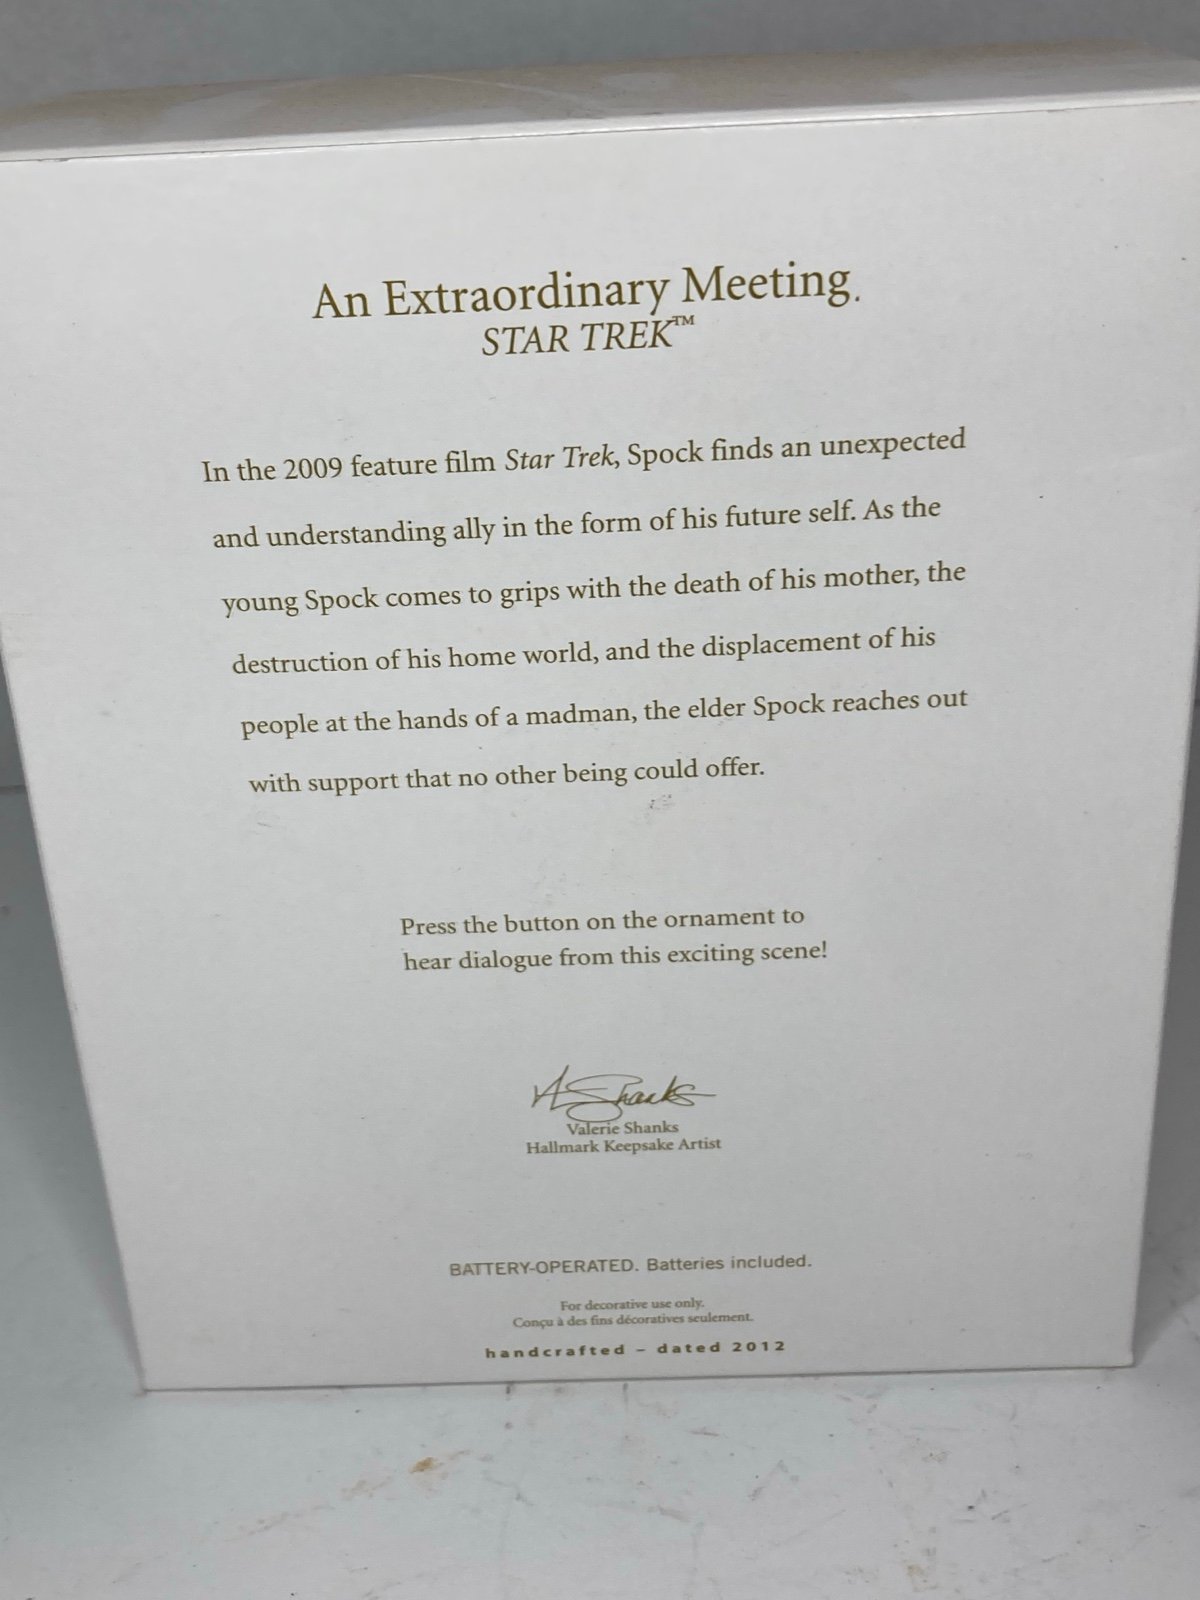 An Extraordinary Meeting.
STAR TREK™
In the 2009 feature film Star Trek, Spock finds an unexpected
and understanding ally in the form of his future self. As the
young Spock comes to grips with the death of his mother, the
destruction of his home world, and the displacement of his
people at the hands of a madman, the elder Spock reaches out
with support that no other being could offer.
Press the button on the ornament to
hear dialogue from this exciting scene!
V Shanks
Valerie Shanks
Hallmark Keepsake Artist
BATTERY-OPERATED. Batteries included.
For decorative use only.
Conçu à des fins décoratives seulement.
handcrafted – dated 2012